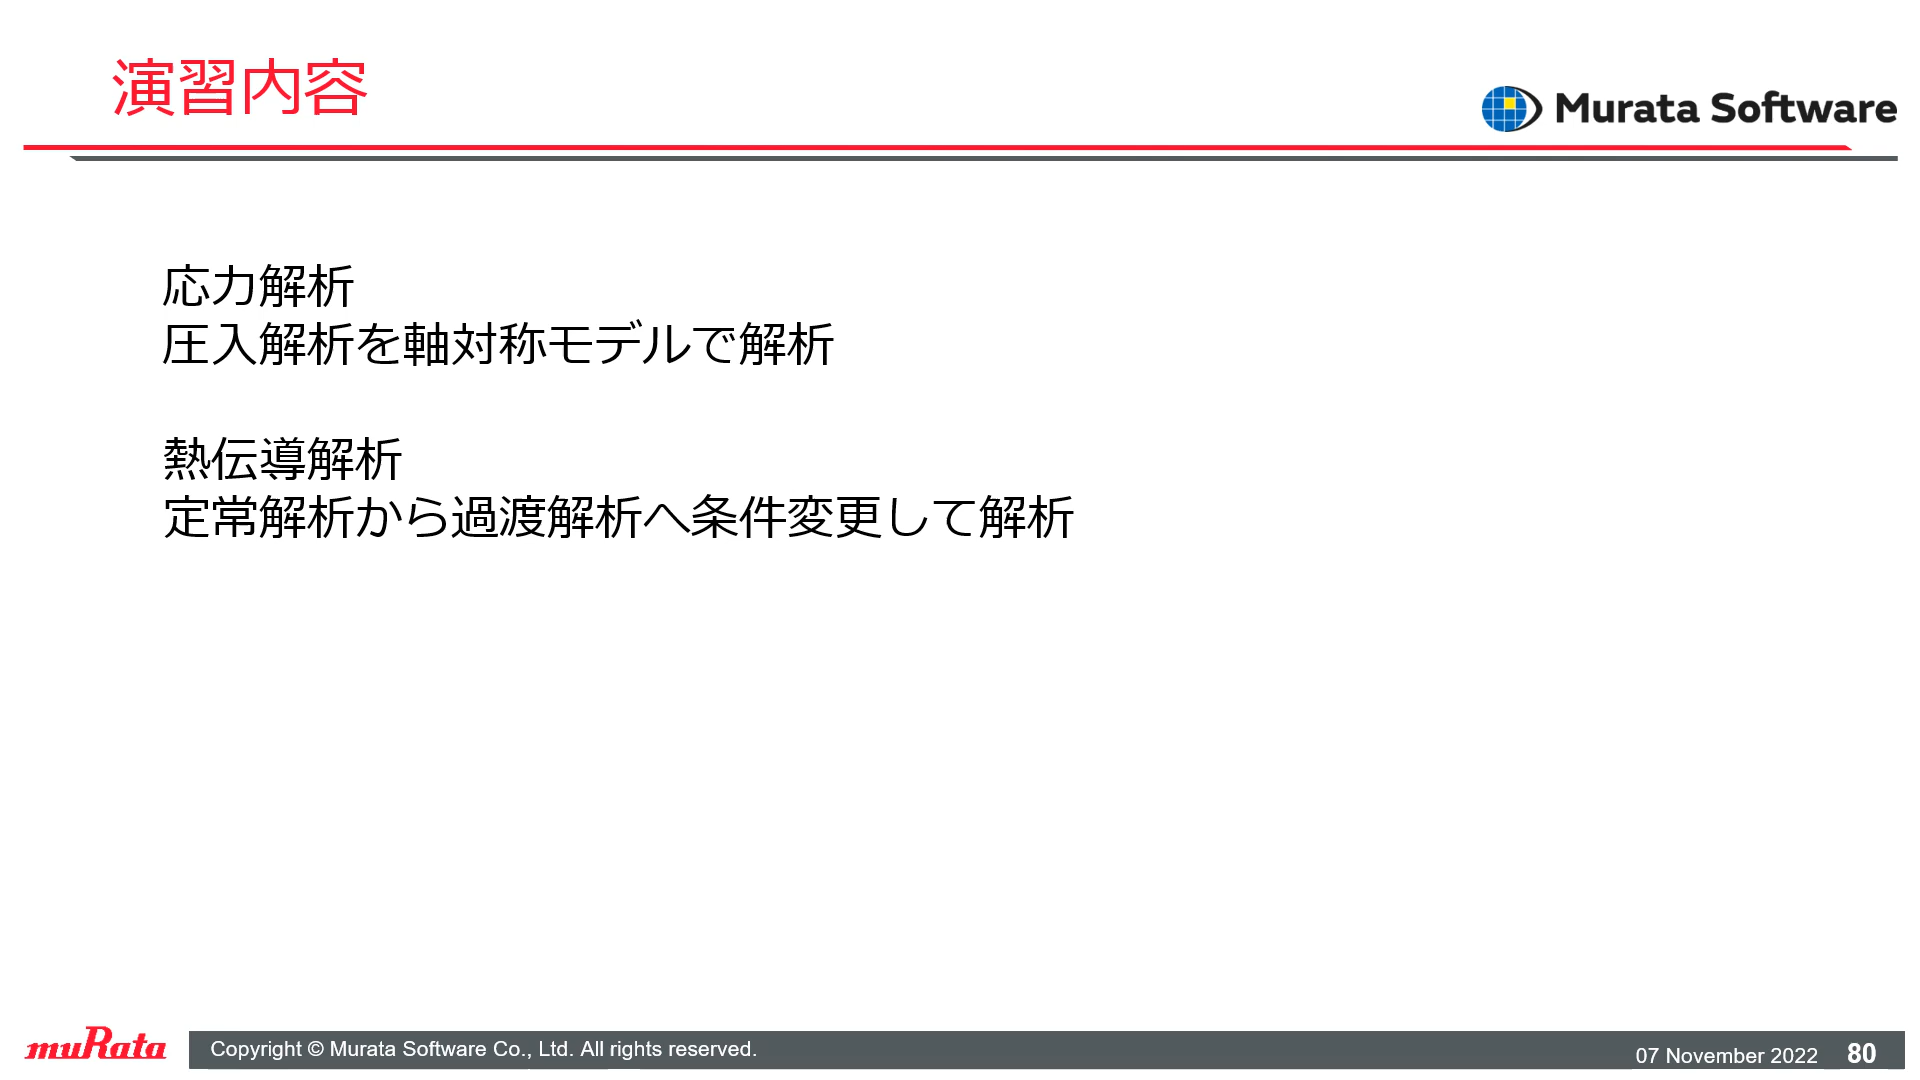 演習内容
Murata Software
応力解析
圧入解析を軸対称モデルで解析
熱伝導解析
定常解析から過渡解析へ条件変更して解析
muRata
Copyright © Murata Software Co., Ltd. All rights reserved.
07 November 2022
80